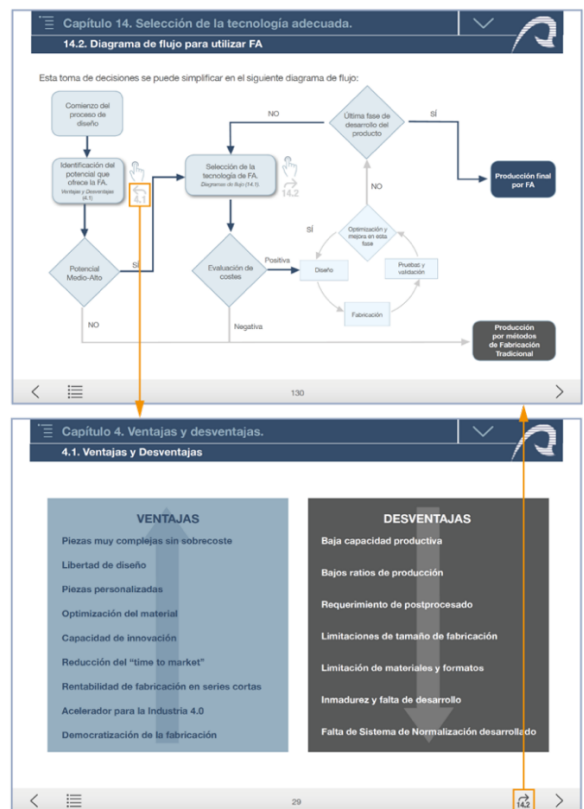 Capítulo 14. Selección de la tecnología adecuada.
14.2. Diagrama de flujo para utilizar FA
Esta toma de decisiones se puede simplificar en el siguiente diagrama de flujo:
Comienzo del
proceso de
diseño
NO
Última fase de
desarrollo del
producto
SÍ
Identificación del
potencial que
ofrece la FA.
Ventajas y Desventajas
(4.1)
4.1
Selección de la
tecnología de FA.
Diagramas de flujo (14.1)
14.2
Producción final
por FA
NO
SÍ
Optimización y
mejora en esta
fase
Potencial
Medio-Alto
SÍ
Evaluación de
costes
Positiva
Diseño
Pruebas y
validación
Fabricación
NO
Negativa
Producción
por métodos
de Fabricación
Tradicional
130
Capítulo 4. Ventajas y desventajas.
4.1. Ventajas y Desventajas
VENTAJAS
Piezas muy complejas sin sobrecoste
Libertad de diseño
Piezas personalizadas
Optimización del material
Capacidad de innovación
Reducción del “time to market”
Rentabilidad de fabricación en series cortas
Acelerador para la Industria 4.0
Democratización de la fabricación
DESVENTAJAS
Baja capacidad productiva
Bajos ratios de producción
Requerimiento de postprocesado
Limitaciones de tamaño de fabricación
Limitación de materiales y formatos
Inmadurez y falta de desarrollo
Falta de Sistema de Normalización desarrollado
29
14.2